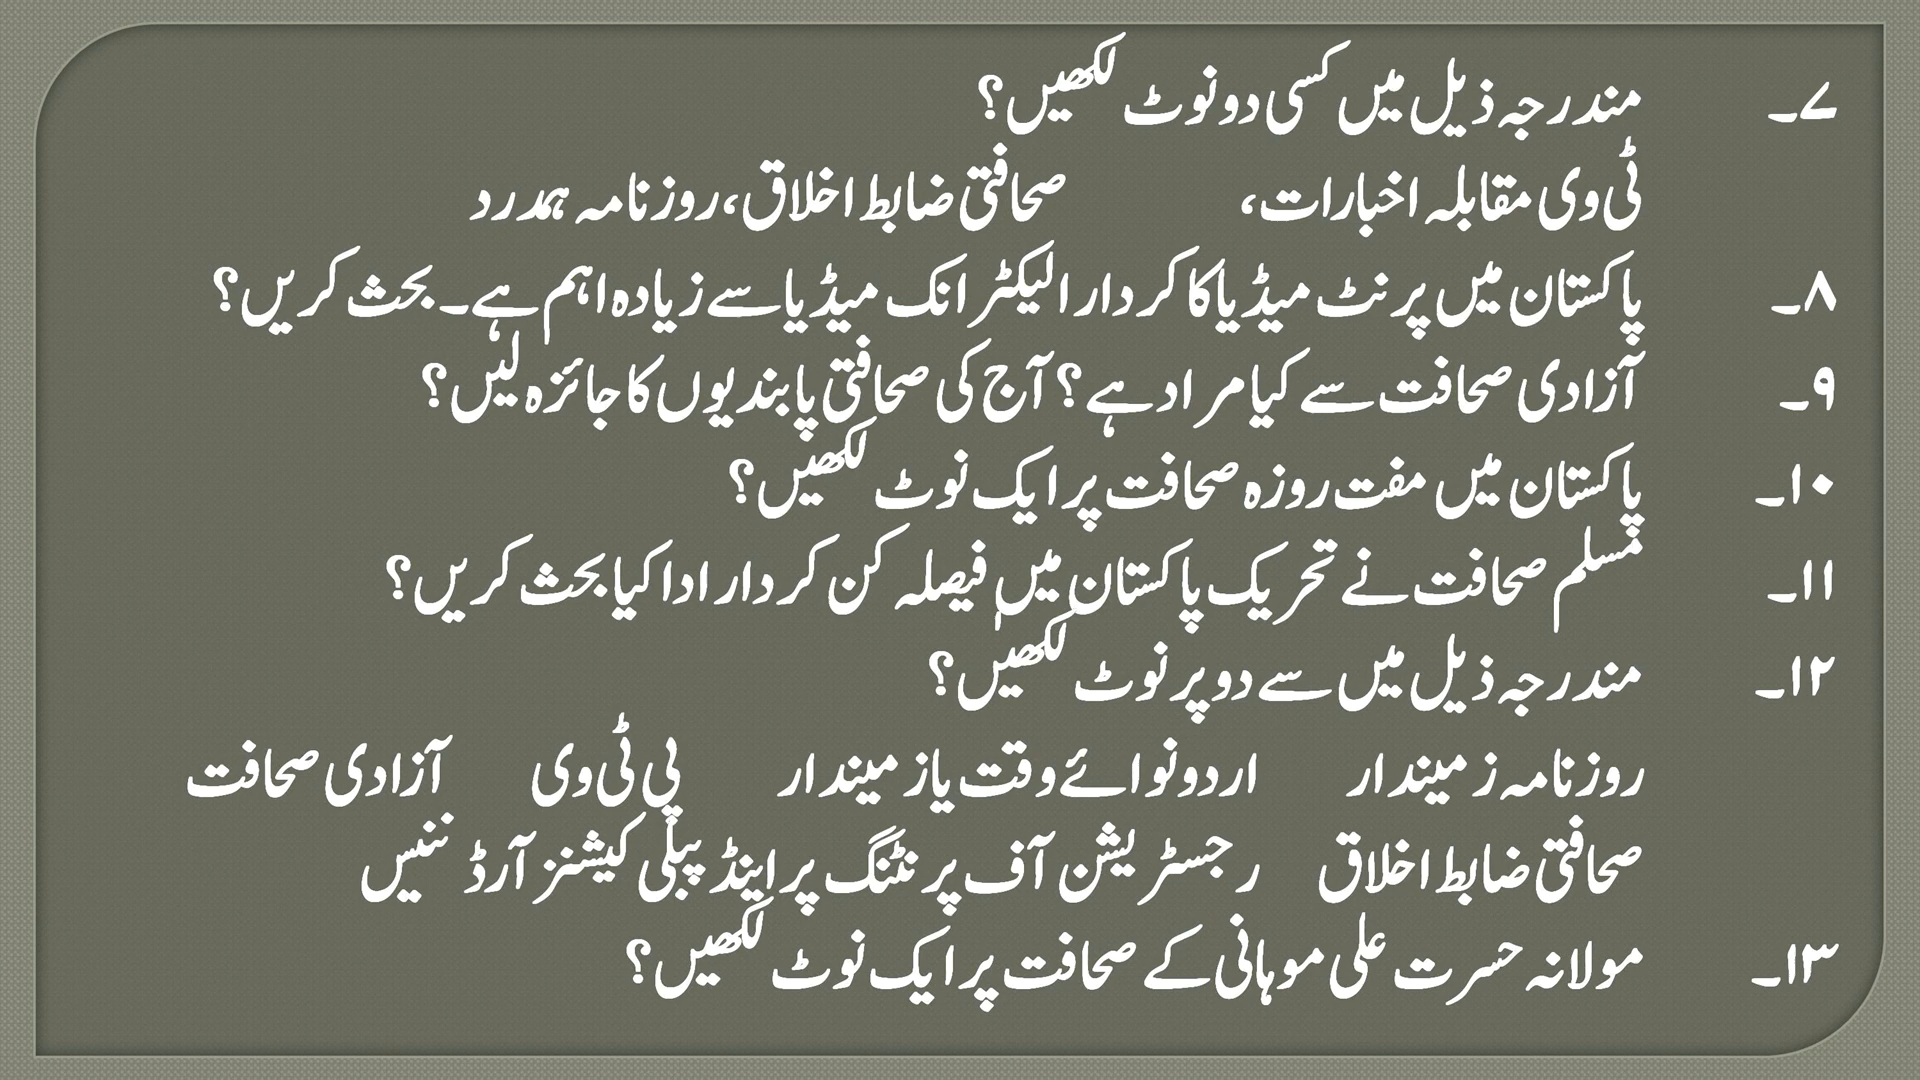 ۷۔ مندرجہ ذیل میں کسی دو نوٹ لکھیں؟
ٹی وی مقابلہ اخبارات، صحافتی ضابط اخلاق، روزنامہ ہمدرد
۸۔ پاکستان میں پرنٹ میڈیا کا کردار الیکٹرانک میڈیا سے زیادہ اہم ہے۔ بحث کریں؟
۹۔ آزادی صحافت سے کیا مراد ہے؟ آج کی صحافتی پابندیوں کا جائزہ لیں؟
۱۰۔ پاکستان میں مفت روزہ صحافت پر ایک نوٹ لکھیں؟
۱۱۔ مسلم صحافت نے تحریک پاکستان میں فیصلہ کن کردار ادا کیا بحث کریں؟
۱۲۔ مندرجہ ذیل میں سے دو پر نوٹ لکھیں؟
روزنامہ زمیندار اردو نوائے وقت یا زمیندار پی ٹی وی آزادی صحافت
صحافتی ضابط اخلاق رجسٹریشن آف پرنٹنگ پر اینڈ پبلی کیشنز آرڈننس
۱۳۔ مولانہ حسرت علی موہانی کے صحافت پر ایک نوٹ لکھیں؟